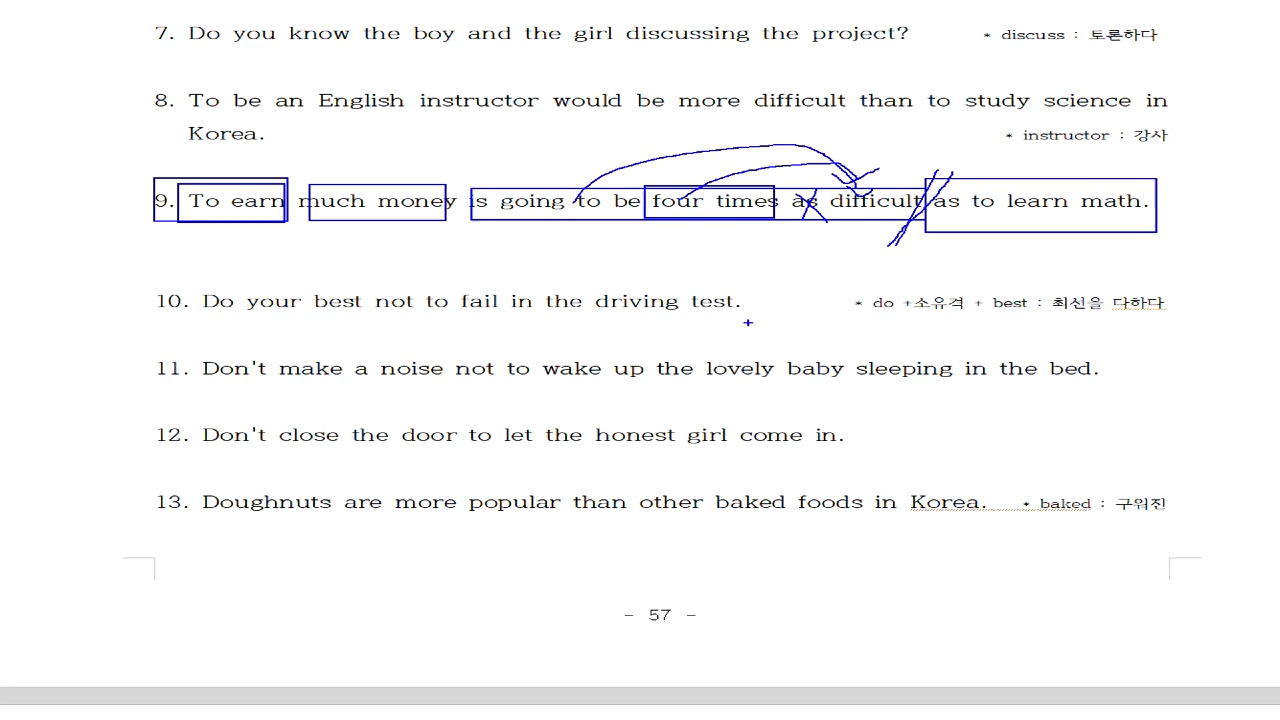 7. Do you know the boy and the girl discussing the project? * discuss : 토론하다
8. To be an English instructor would be more difficult than to study science in
Korea. * instructor : 강사
9. To earn much money is going to be four times as difficult as to learn math.
10. Do your best not to fail in the driving test. * do +소유격 + best : 최선을 다하다
11. Don't make a noise not to wake up the lovely baby sleeping in the bed.
12. Don't close the door to let the honest girl come in.
13. Doughnuts are more popular than other baked foods in Korea. * baked : 구워진
- 57 -